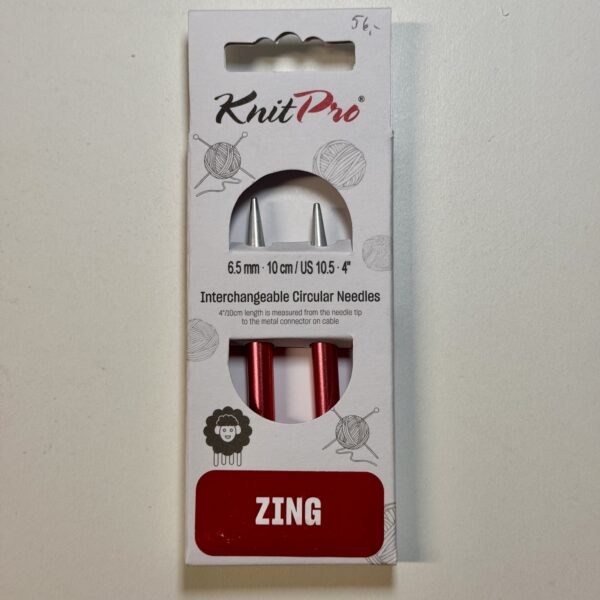 56,-
KnitPro®
6.5 mm · 10 cm / US 10.5 · 4"
Interchangeable Circular Needles
4"/10cm length is measured from the needle tip
to the metal connector on cable
ZING